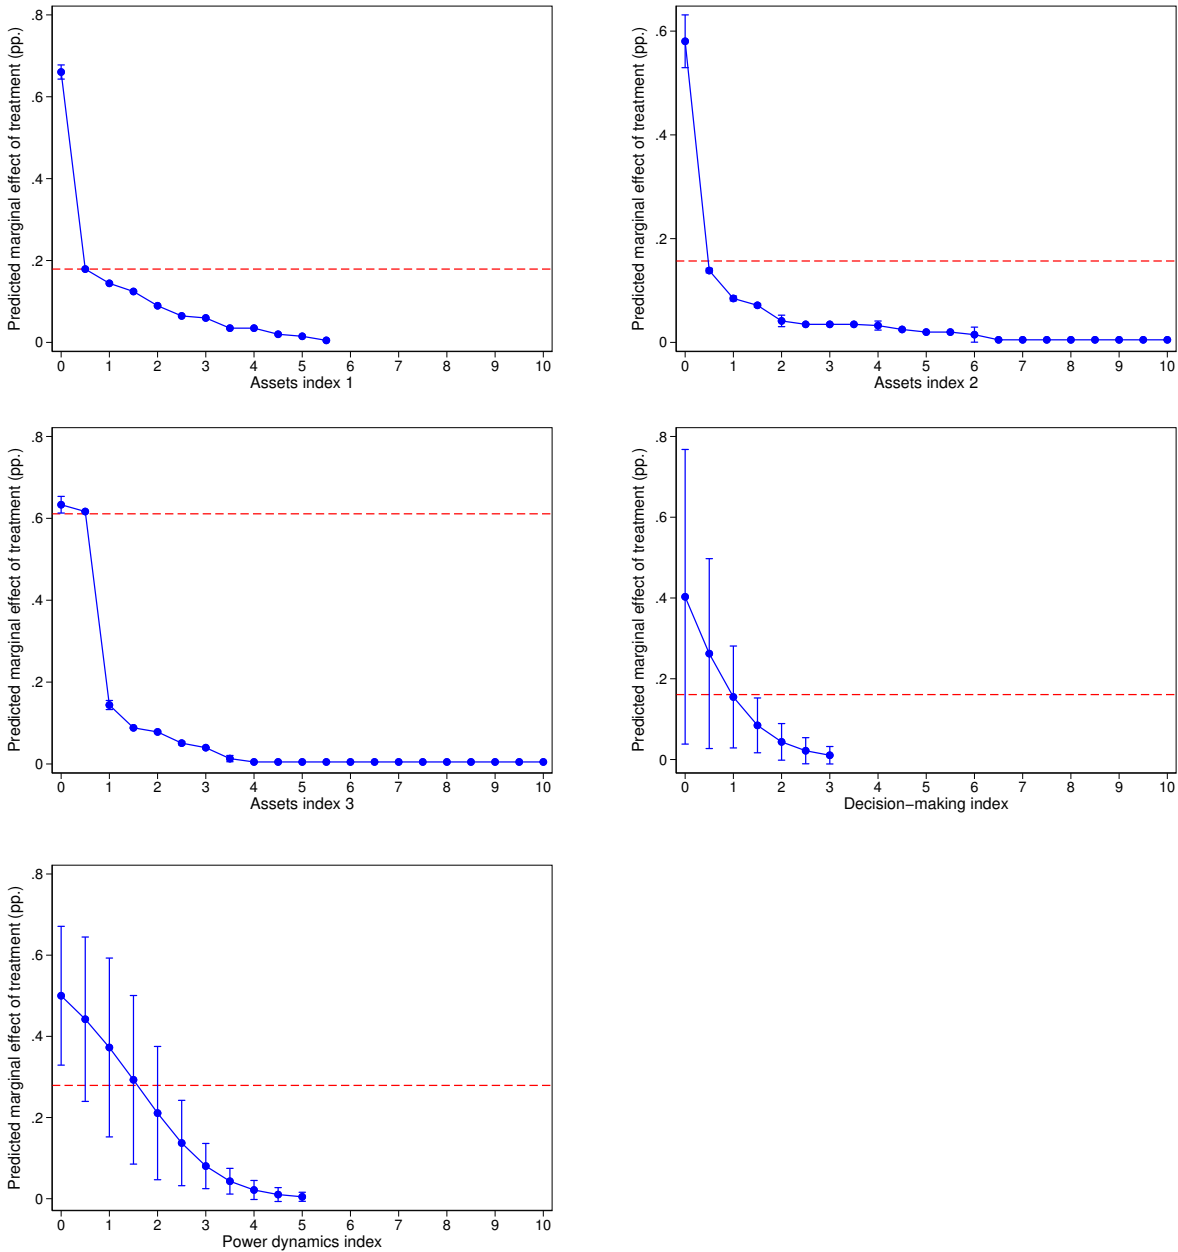 Predicted marginal effect of treatment (pp.)
.8
.6
.4
.2
0
0 1 2 3 4 5 6 7 8 9 10
Assets index 1
Predicted marginal effect of treatment (pp.)
.6
.4
.2
0
0 1 2 3 4 5 6 7 8 9 10
Assets index 2
Predicted marginal effect of treatment (pp.)
.8
.6
.4
.2
0
0 1 2 3 4 5 6 7 8 9 10
Assets index 3
Predicted marginal effect of treatment (pp.)
.8
.6
.4
.2
0
0 1 2 3 4 5 6 7 8 9 10
Decision−making index
Predicted marginal effect of treatment (pp.)
.8
.6
.4
.2
0
0 1 2 3 4 5 6 7 8 9 10
Power dynamics index